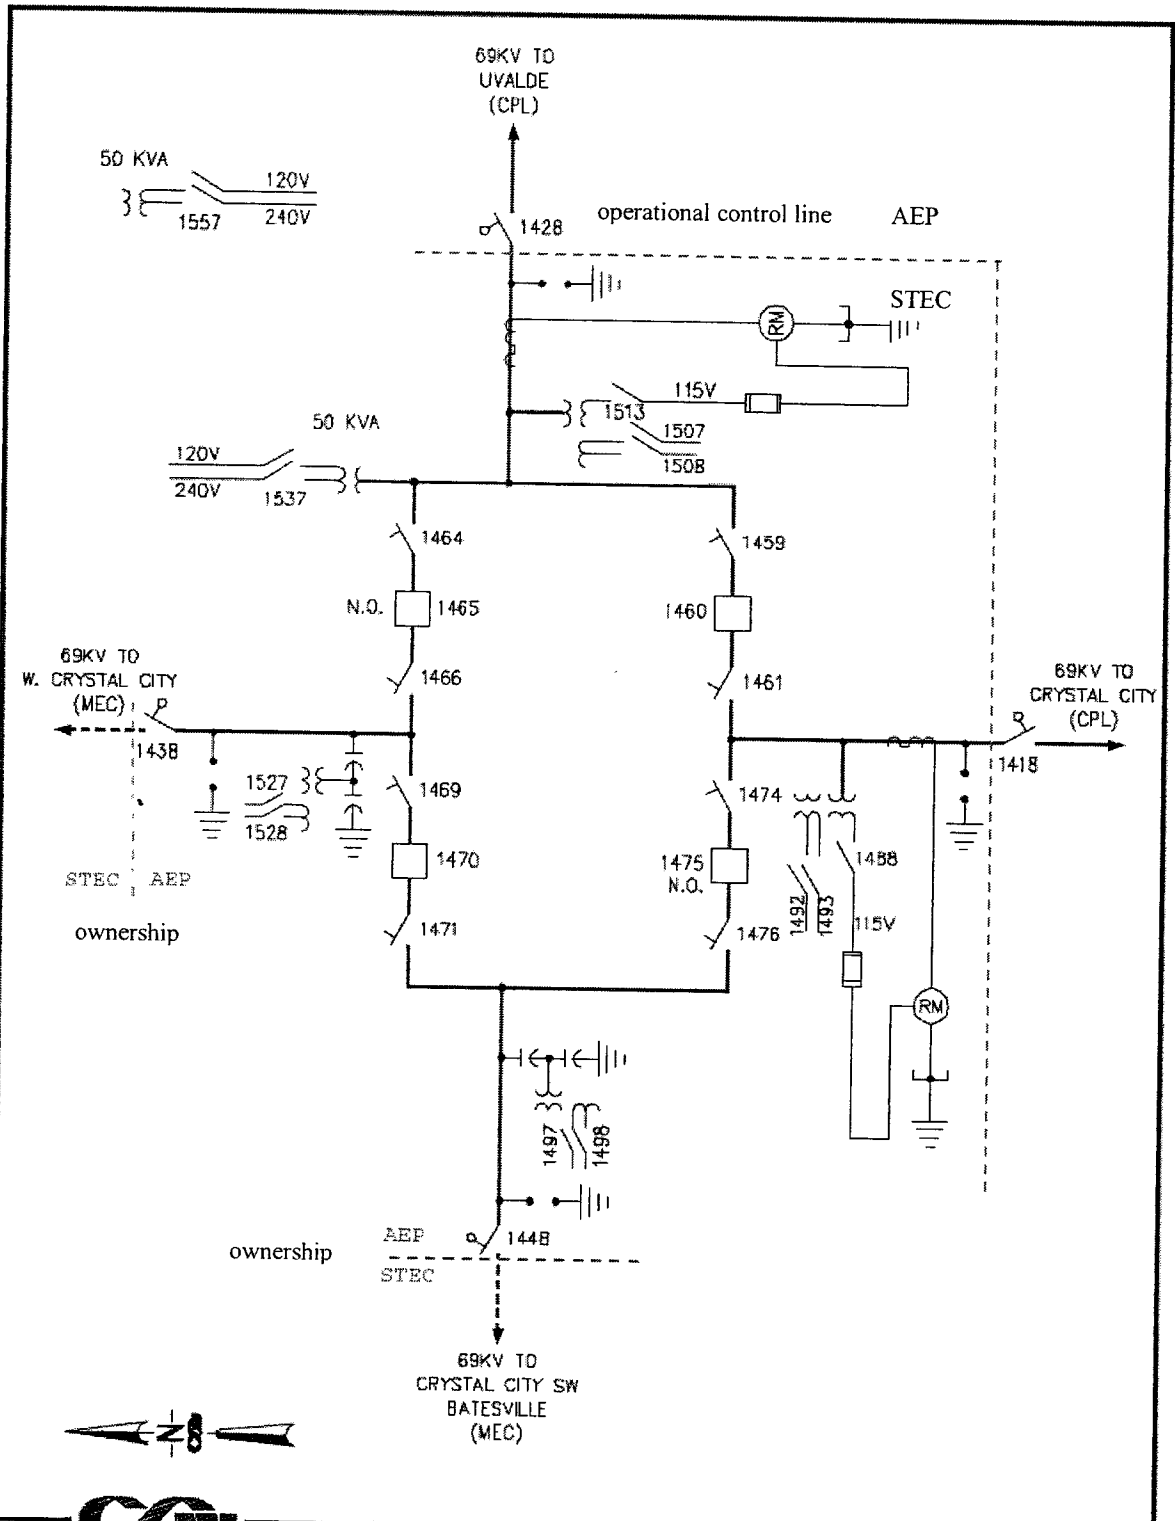 69KV TO
UVALDE
(CPL)
50 KVA
120V
240V
1557
1428
operational control line
AEP
STEC
RM
115V
1513
1507
1508
50 KVA
120V
240V
1537
1464
1459
N.O.
1465
1460
1466
1461
69KV TO
W. CRYSTAL CITY
(MEC)
1438
69KV TO
CRYSTAL CITY
(CPL)
1418
1527
1528
1469
1474
1470
1475
N.O.
1488
1492
1493
115V
STEC
AEP
ownership
1471
1476
RM
1497
1498
ownership
AEP
1448
STEC
69KV TO
CRYSTAL CITY SW
BATESVILLE
(MEC)
N